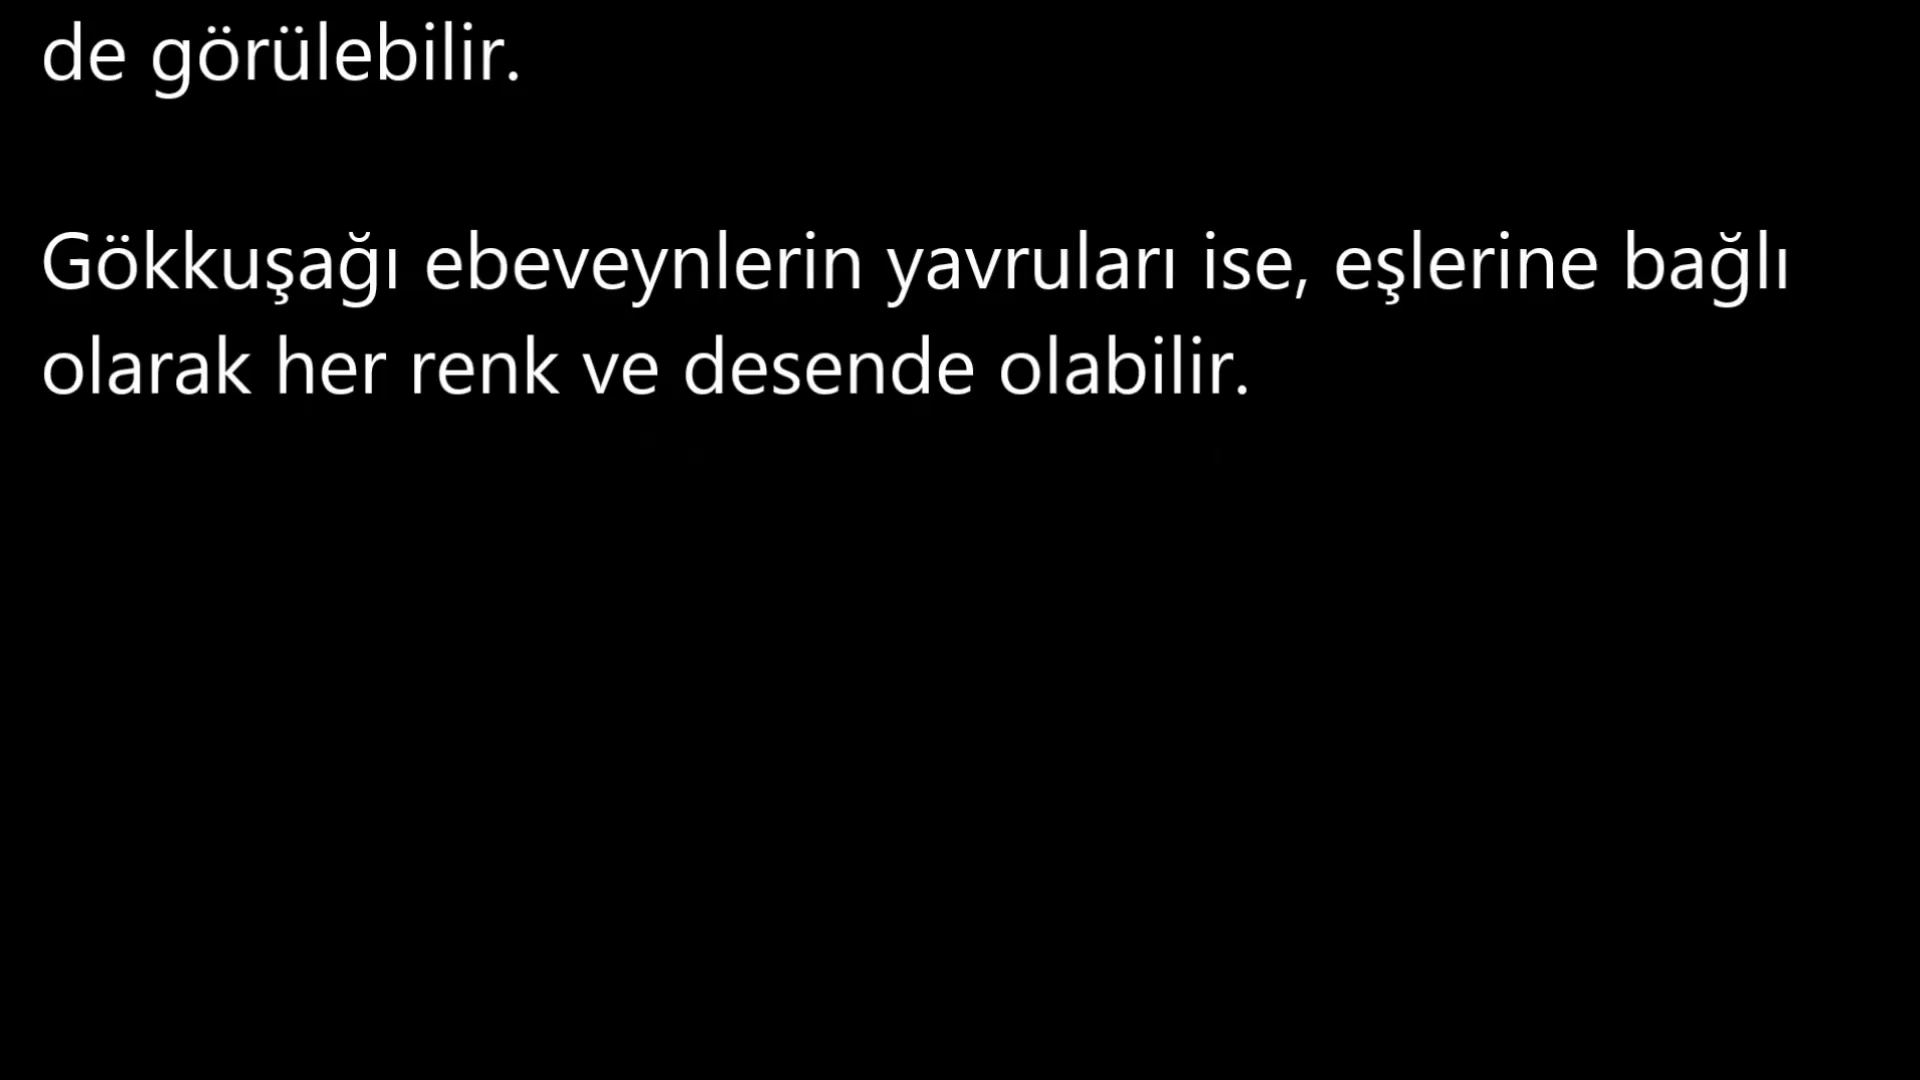 de görülebilir.
Gökkuşağı ebeveynlerin yavruları ise, eşlerine bağlı
olarak her renk ve desende olabilir.